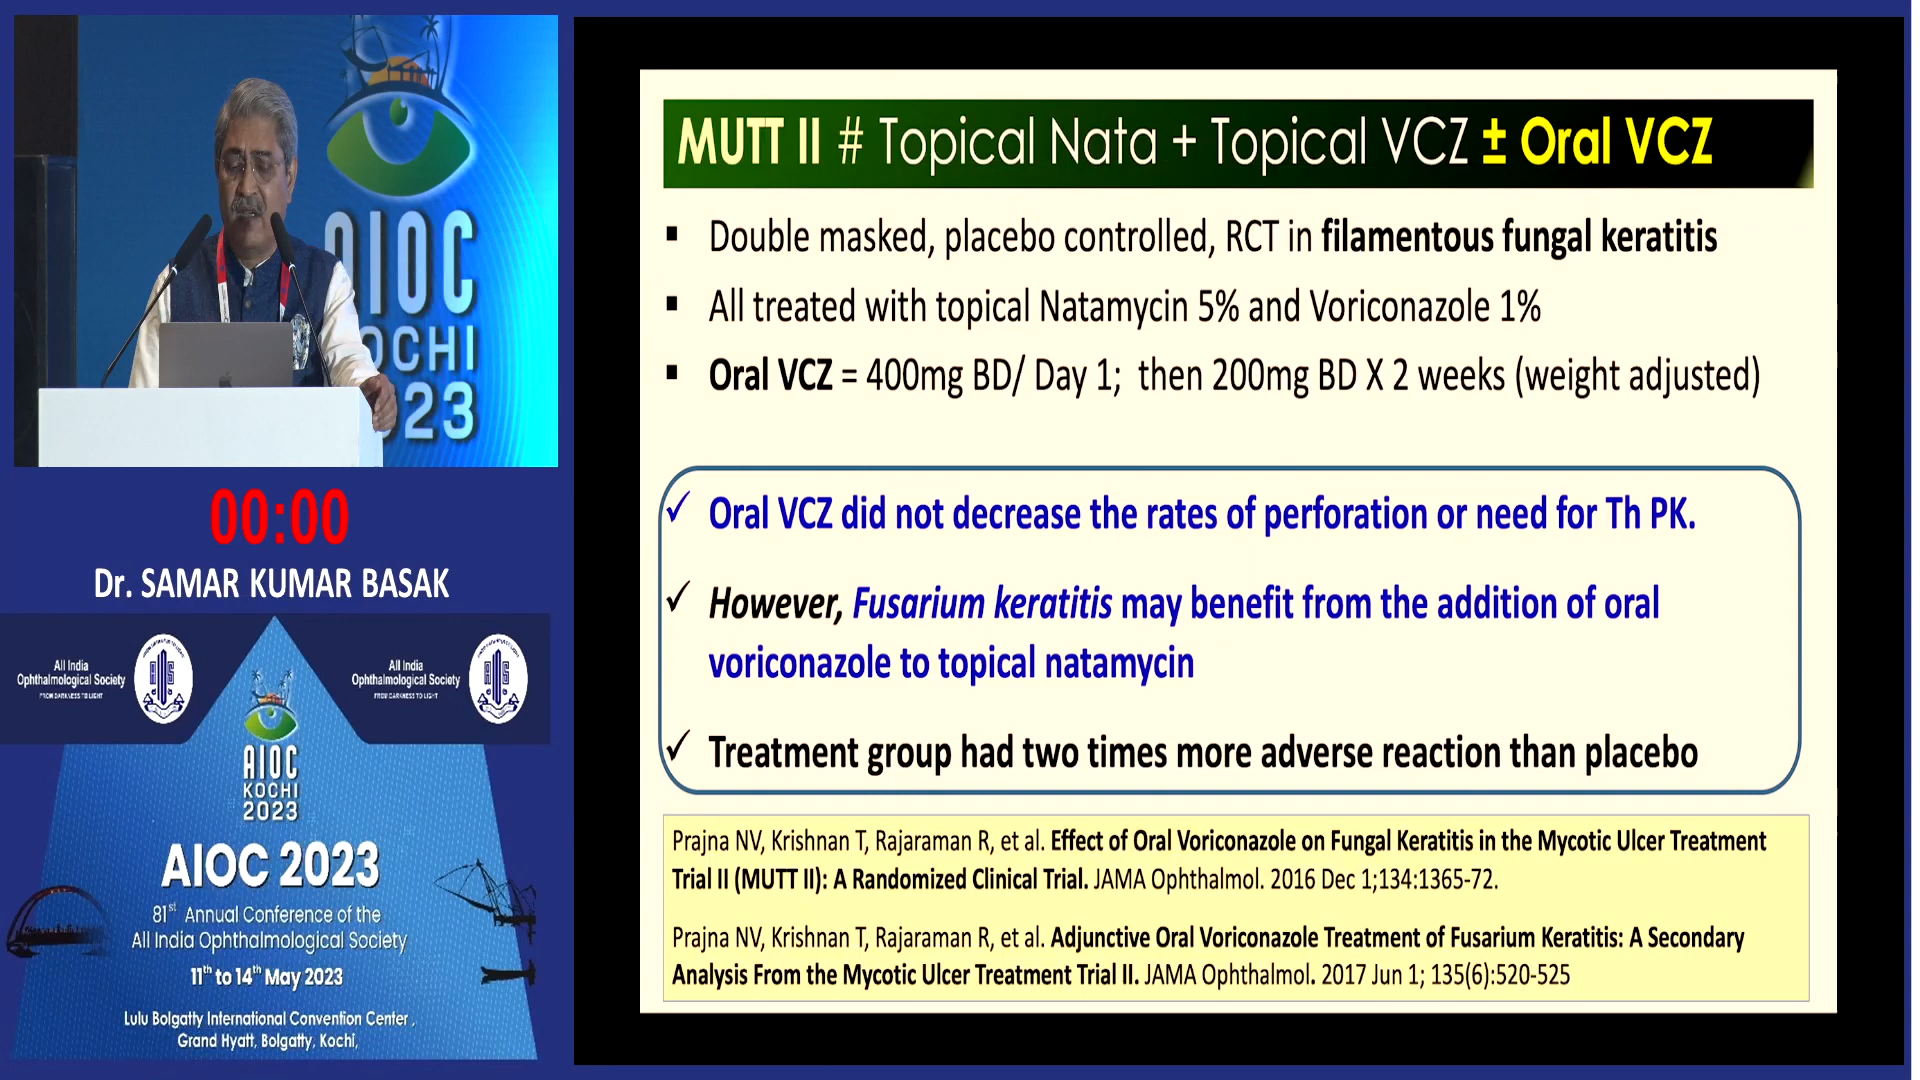 AIOC
KOCHI
2023
00:00
Dr. SAMAR KUMAR BASAK
All India
Ophthalmological Society
FROM DARKNESS TO LIGHT
All India
Ophthalmological Society
FROM DARKNESS TO LIGHT
AIOC
KOCHI
2023
AIOC 2023
81st Annual Conference of the
All India Ophthalmological Society
11th to 14th May 2023
Lulu Bolgatty International Convention Center ,
Grand Hyatt, Bolgatty, Kochi,
MUTT II # Topical Nata + Topical VCZ ± Oral VCZ
▪ Double masked, placebo controlled, RCT in filamentous fungal keratitis
▪ All treated with topical Natamycin 5% and Voriconazole 1%
▪ Oral VCZ = 400mg BD/ Day 1; then 200mg BD X 2 weeks (weight adjusted)
✓ Oral VCZ did not decrease the rates of perforation or need for Th PK.
✓ However, Fusarium keratitis may benefit from the addition of oral
voriconazole to topical natamycin
✓ Treatment group had two times more adverse reaction than placebo
Prajna NV, Krishnan T, Rajaraman R, et al. Effect of Oral Voriconazole on Fungal Keratitis in the Mycotic Ulcer Treatment
Trial II (MUTT II): A Randomized Clinical Trial. JAMA Ophthalmol. 2016 Dec 1;134:1365-72.
Prajna NV, Krishnan T, Rajaraman R, et al. Adjunctive Oral Voriconazole Treatment of Fusarium Keratitis: A Secondary
Analysis From the Mycotic Ulcer Treatment Trial II. JAMA Ophthalmol. 2017 Jun 1; 135(6):520-525